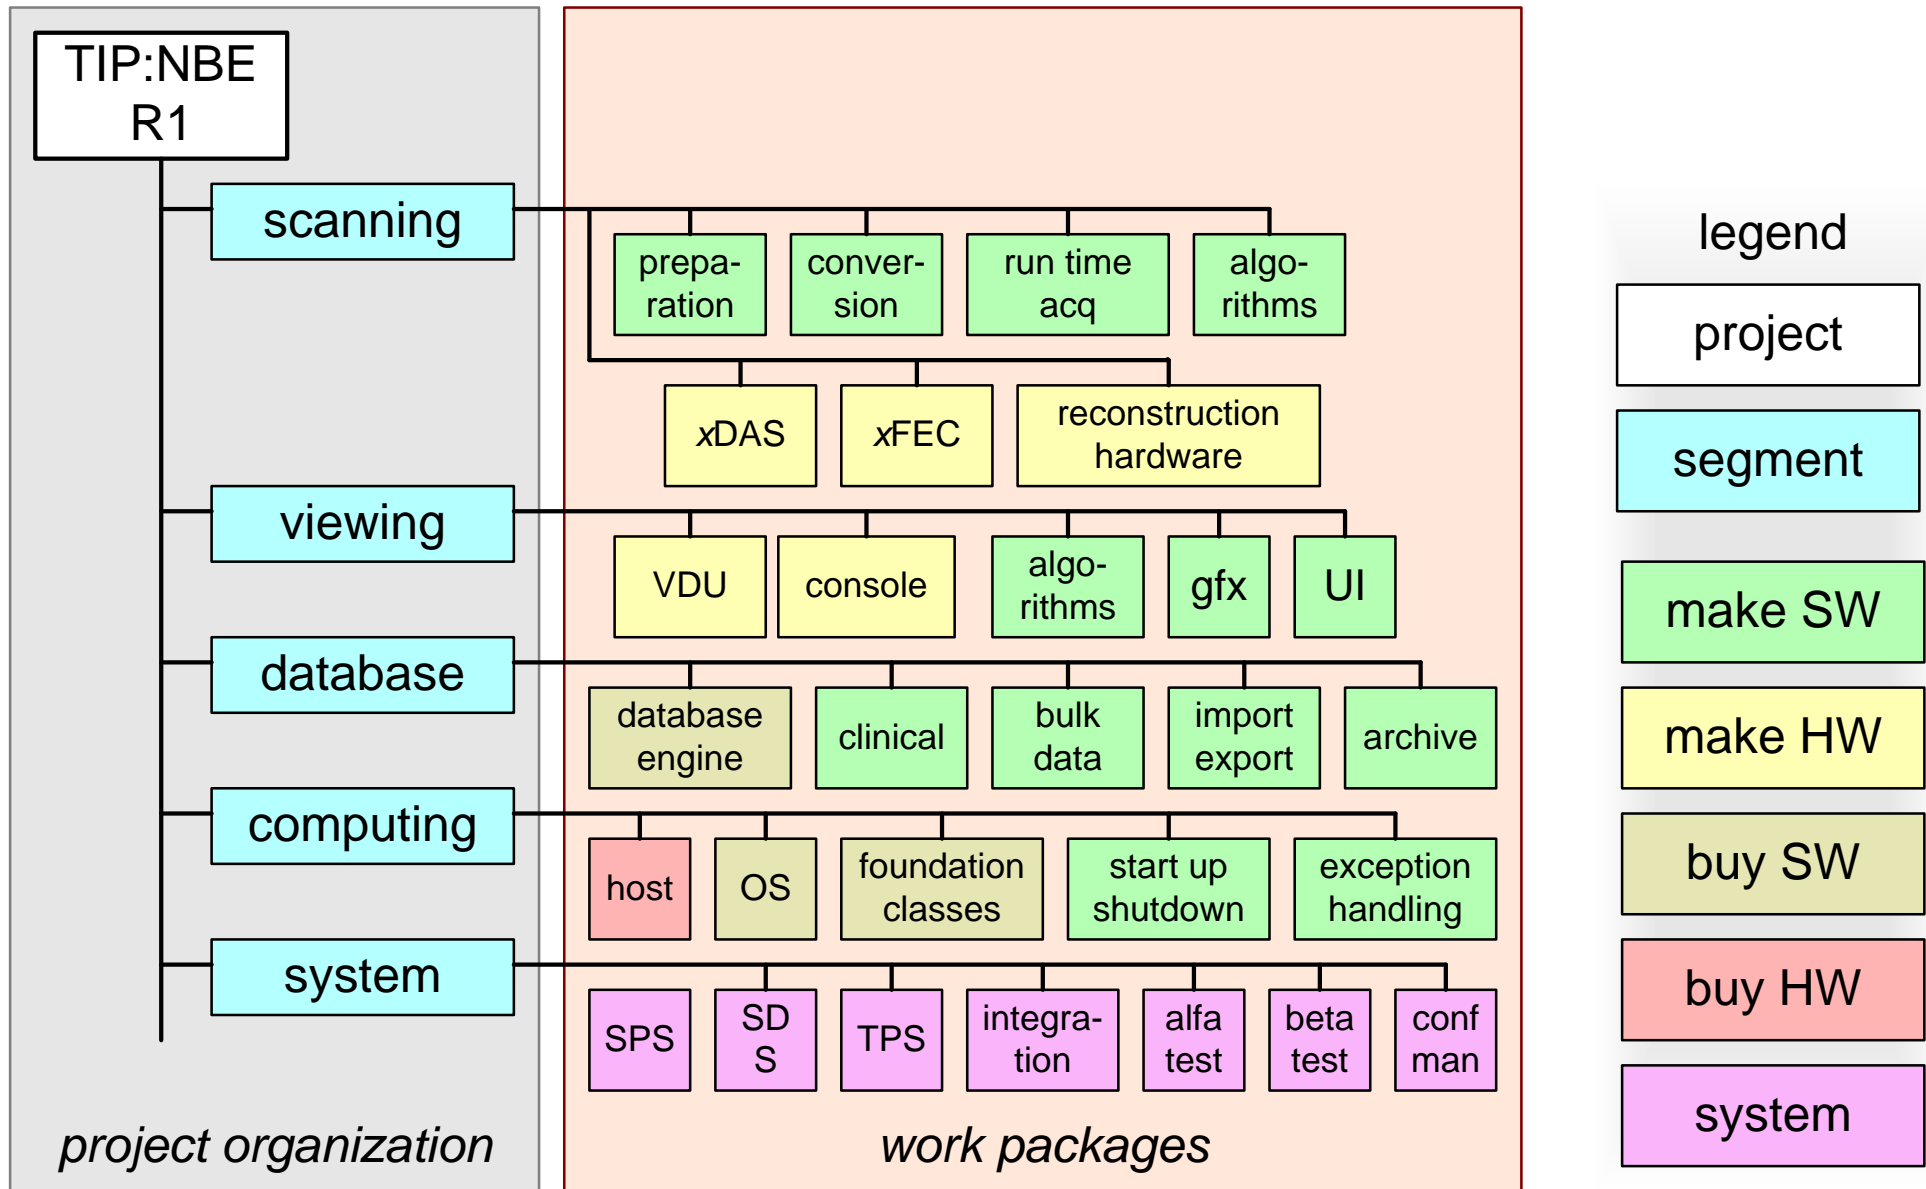 TIP:NBE
R1
scanning
prepa-
ration
conver-
sion
run time
acq
algo-
rithms
xDAS
xFEC
reconstruction
hardware
viewing
VDU
console
algo-
rithms
gfx
UI
database
database
engine
clinical
bulk
data
import
export
archive
computing
host
OS
foundation
classes
start up
shutdown
exception
handling
system
SPS
SD
S
TPS
integra-
tion
alfa
test
beta
test
conf
man
project organization
work packages
legend
project
segment
make SW
make HW
buy SW
buy HW
system